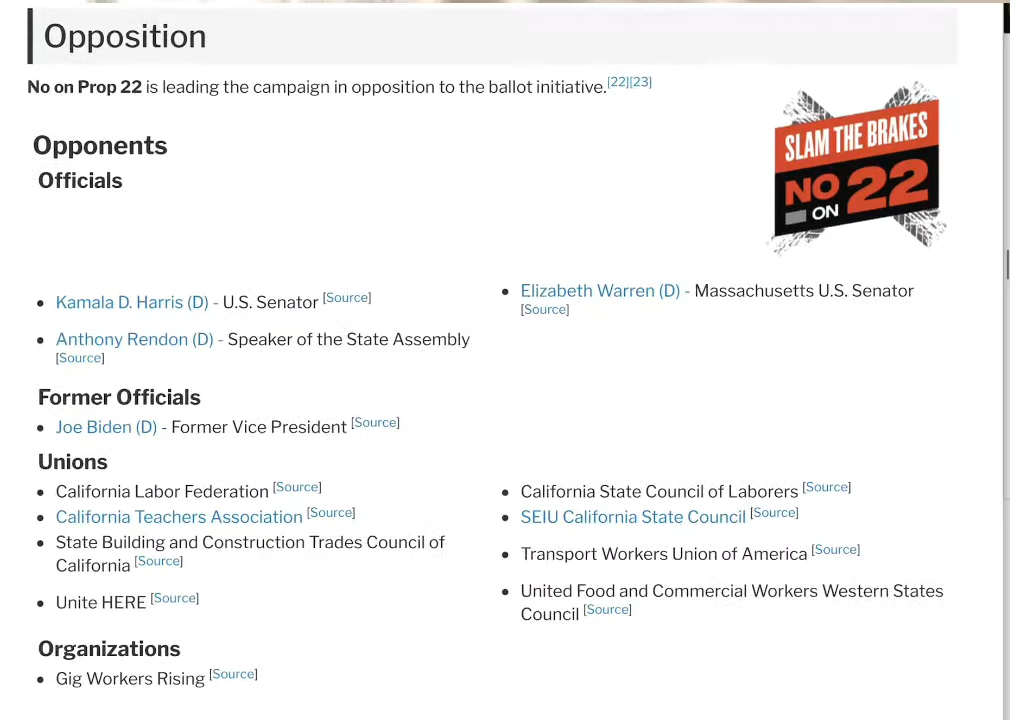 Opposition
No on Prop 22 is leading the campaign in opposition to the ballot initiative.[22][23]
SLAM THE BRAKES
NO
ON
22
Opponents
Officials
Kamala D. Harris (D) - U.S. Senator [Source]
Anthony Rendon (D) - Speaker of the State Assembly
[Source]
Elizabeth Warren (D) - Massachusetts U.S. Senator
[Source]
Former Officials
Joe Biden (D) - Former Vice President [Source]
Unions
California Labor Federation [Source]
California Teachers Association [Source]
State Building and Construction Trades Council of
California [Source]
Unite HERE [Source]
California State Council of Laborers [Source]
SEIU California State Council [Source]
Transport Workers Union of America [Source]
United Food and Commercial Workers Western States
Council [Source]
Organizations
Gig Workers Rising [Source]